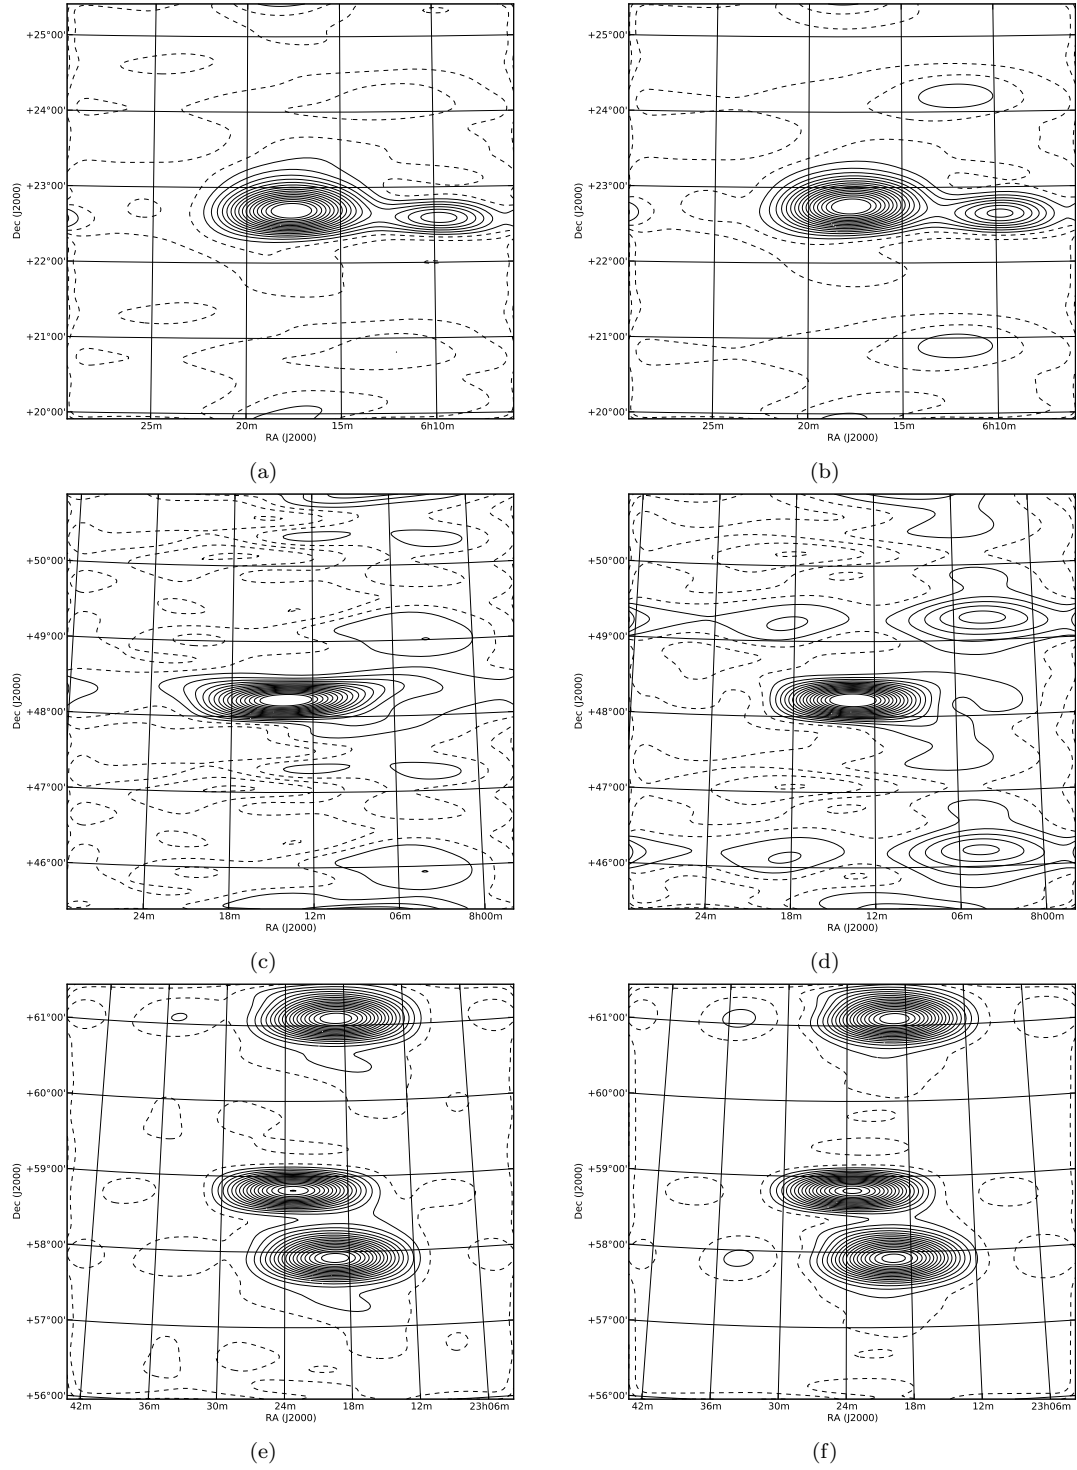 +25°00'
+24°00'
+23°00'
+22°00'
+21°00'
+20°00'
Dec (J2000)
25m 20m 15m 6h10m
RA (J2000)
(a)
+25°00'
+24°00'
+23°00'
+22°00'
+21°00'
+20°00'
Dec (J2000)
25m 20m 15m 6h10m
RA (J2000)
(b)
+50°00'
+49°00'
+48°00'
+47°00'
+46°00'
Dec (J2000)
24m 18m 12m 06m 8h00m
RA (J2000)
(c)
+50°00'
+49°00'
+48°00'
+47°00'
+46°00'
Dec (J2000)
24m 18m 12m 06m 8h00m
RA (J2000)
(d)
+61°00'
+60°00'
+59°00'
+58°00'
+57°00'
+56°00'
Dec (J2000)
42m 36m 30m 24m 18m 12m 23h06m
RA (J2000)
(e)
+61°00'
+60°00'
+59°00'
+58°00'
+57°00'
+56°00'
Dec (J2000)
42m 36m 30m 24m 18m 12m 23h06m
RA (J2000)
(f)